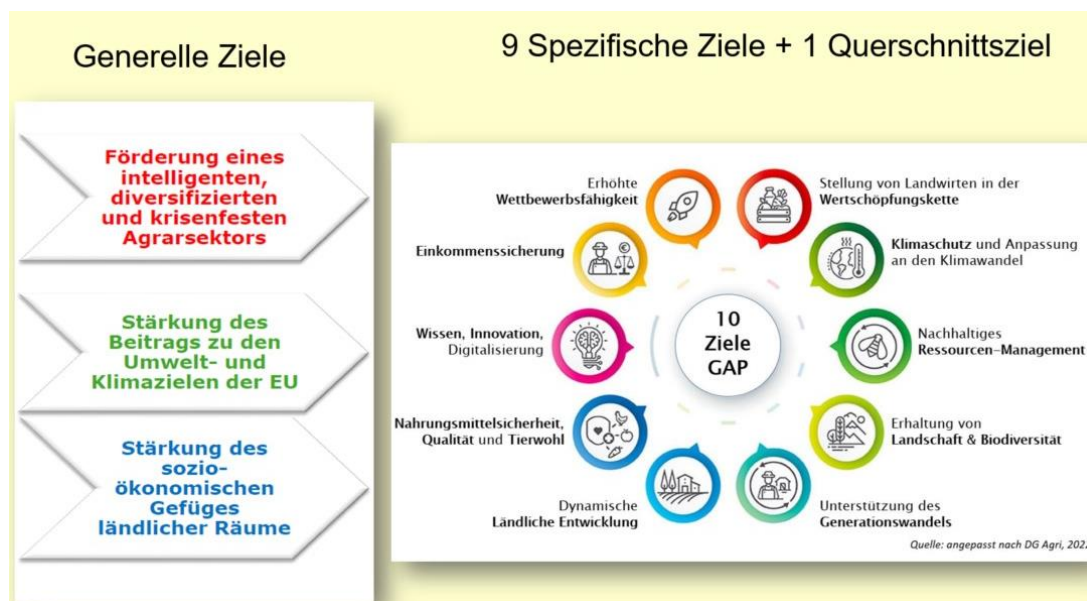 Generelle Ziele
9 Spezifische Ziele + 1 Querschnittsziel
Förderung eines
intelligenten,
diversifizierten
und krisenfesten
Agrarsektors
Stärkung des
Beitrags zu den
Umwelt- und
Klimazielen der EU
Stärkung des
sozio-
ökonomischen
Gefüges
ländlicher Räume
Erhöhte
Wettbewerbsfähigkeit
Stellung von Landwirten in der
Wertschöpfungskette
Einkommenssicherung
Klimaschutz und Anpassung
an den Klimawandel
Wissen, Innovation,
Digitalisierung
10
Ziele
GAP
Nachhaltiges
Ressourcen-Management
Nahrungsmittelsicherheit,
Qualität und Tierwohl
Erhaltung von
Landschaft & Biodiversität
Dynamische
Ländliche Entwicklung
Unterstützung des
Generationswandels
Quelle: angepasst nach DG Agri,